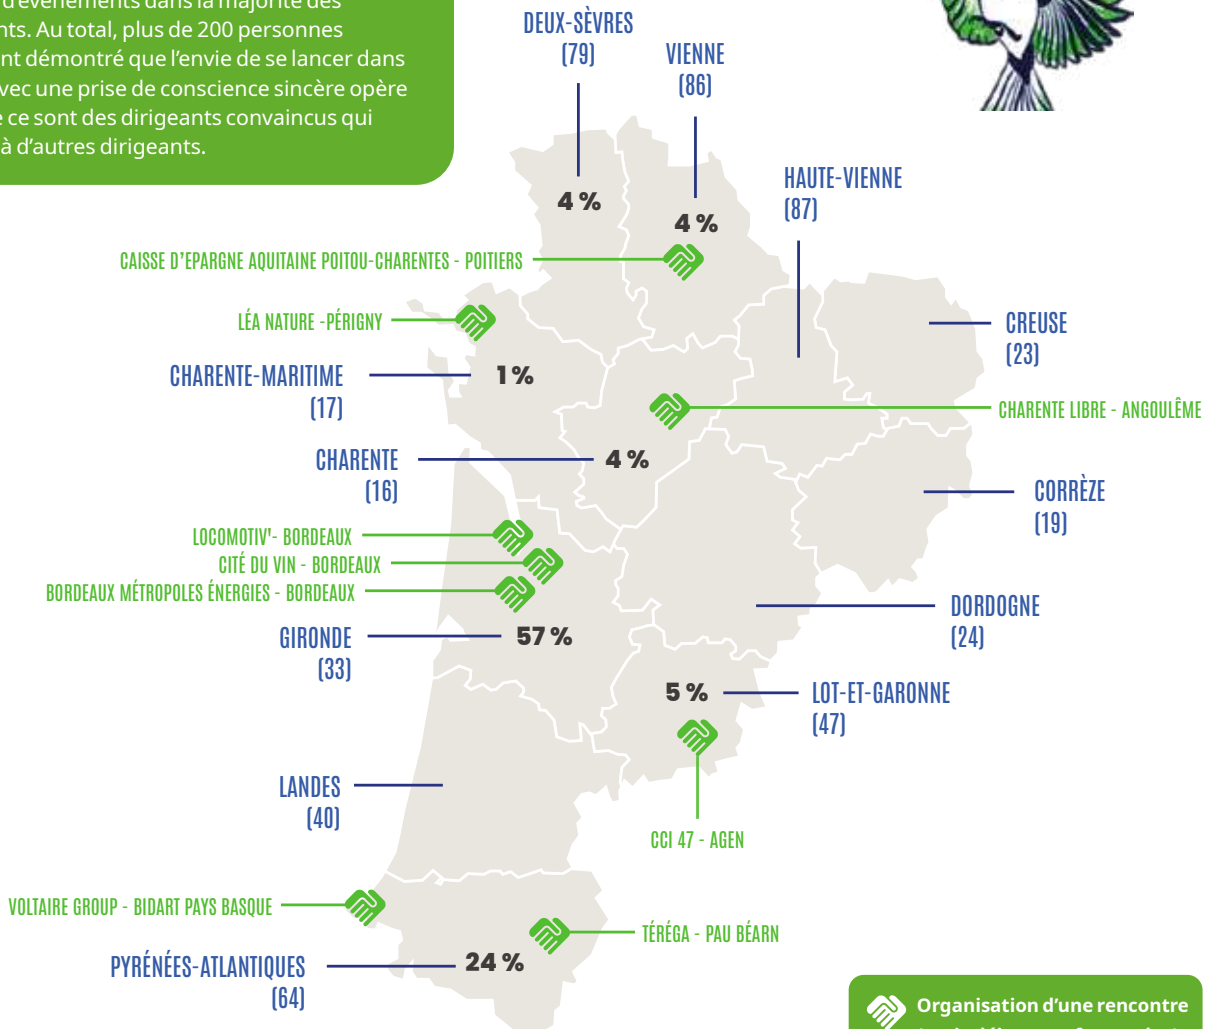 d'événements dans la majorité des
nts. Au total, plus de 200 personnes
nt démontré que l'envie de se lancer dans
vec une prise de conscience sincère opère
e ce sont des dirigeants convaincus qui
à d'autres dirigeants.
DEUX-SÈVRES
(79)
VIENNE
(86)
HAUTE-VIENNE
(87)
4 %
4 %
CAISSE D'EPARGNE AQUITAINE POITOU-CHARENTES - POITIERS
LÉA NATURE -PÉRIGNY
CREUSE
(23)
CHARENTE-MARITIME
(17)
1 %
CHARENTE LIBRE - ANGOULÊME
CHARENTE
(16)
4 %
CORRÈZE
(19)
LOCOMOTIV'- BORDEAUX
CITÉ DU VIN - BORDEAUX
BORDEAUX MÉTROPOLES ÉNERGIES - BORDEAUX
GIRONDE
(33)
57 %
DORDOGNE
(24)
5 %
LOT-ET-GARONNE
(47)
LANDES
(40)
CCI 47 - AGEN
VOLTAIRE GROUP - BIDART PAYS BASQUE
TÉRÉGA - PAU BÉARN
PYRÉNÉES-ATLANTIQUES
(64)
24 %
Organisation d'une rencontre